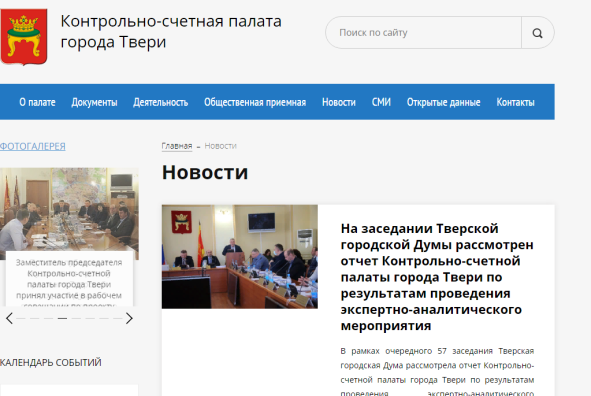 Контрольно-счетная палата
города Твери
Поиск по сайту
О палате Документы Деятельность Общественная приемная Новости СМИ Открытые данные Контакты
ФОТОГАЛЕРЕЯ
Заместитель председателя
Контрольно-счетной
палаты города Твери
принял участие в рабочем
совещании по проекту
КАЛЕНДАРЬ СОБЫТИЙ
Главная – Новости
Новости
На заседании Тверской
городской Думы рассмотрен
отчет Контрольно-счетной
палаты города Твери по
результатам проведения
экспертно-аналитического
мероприятия
В рамках очередного 57 заседания Тверская
городская Дума рассмотрела отчет Контрольно-
счетной палаты города Твери по результатам
проведения экспертно-аналитического